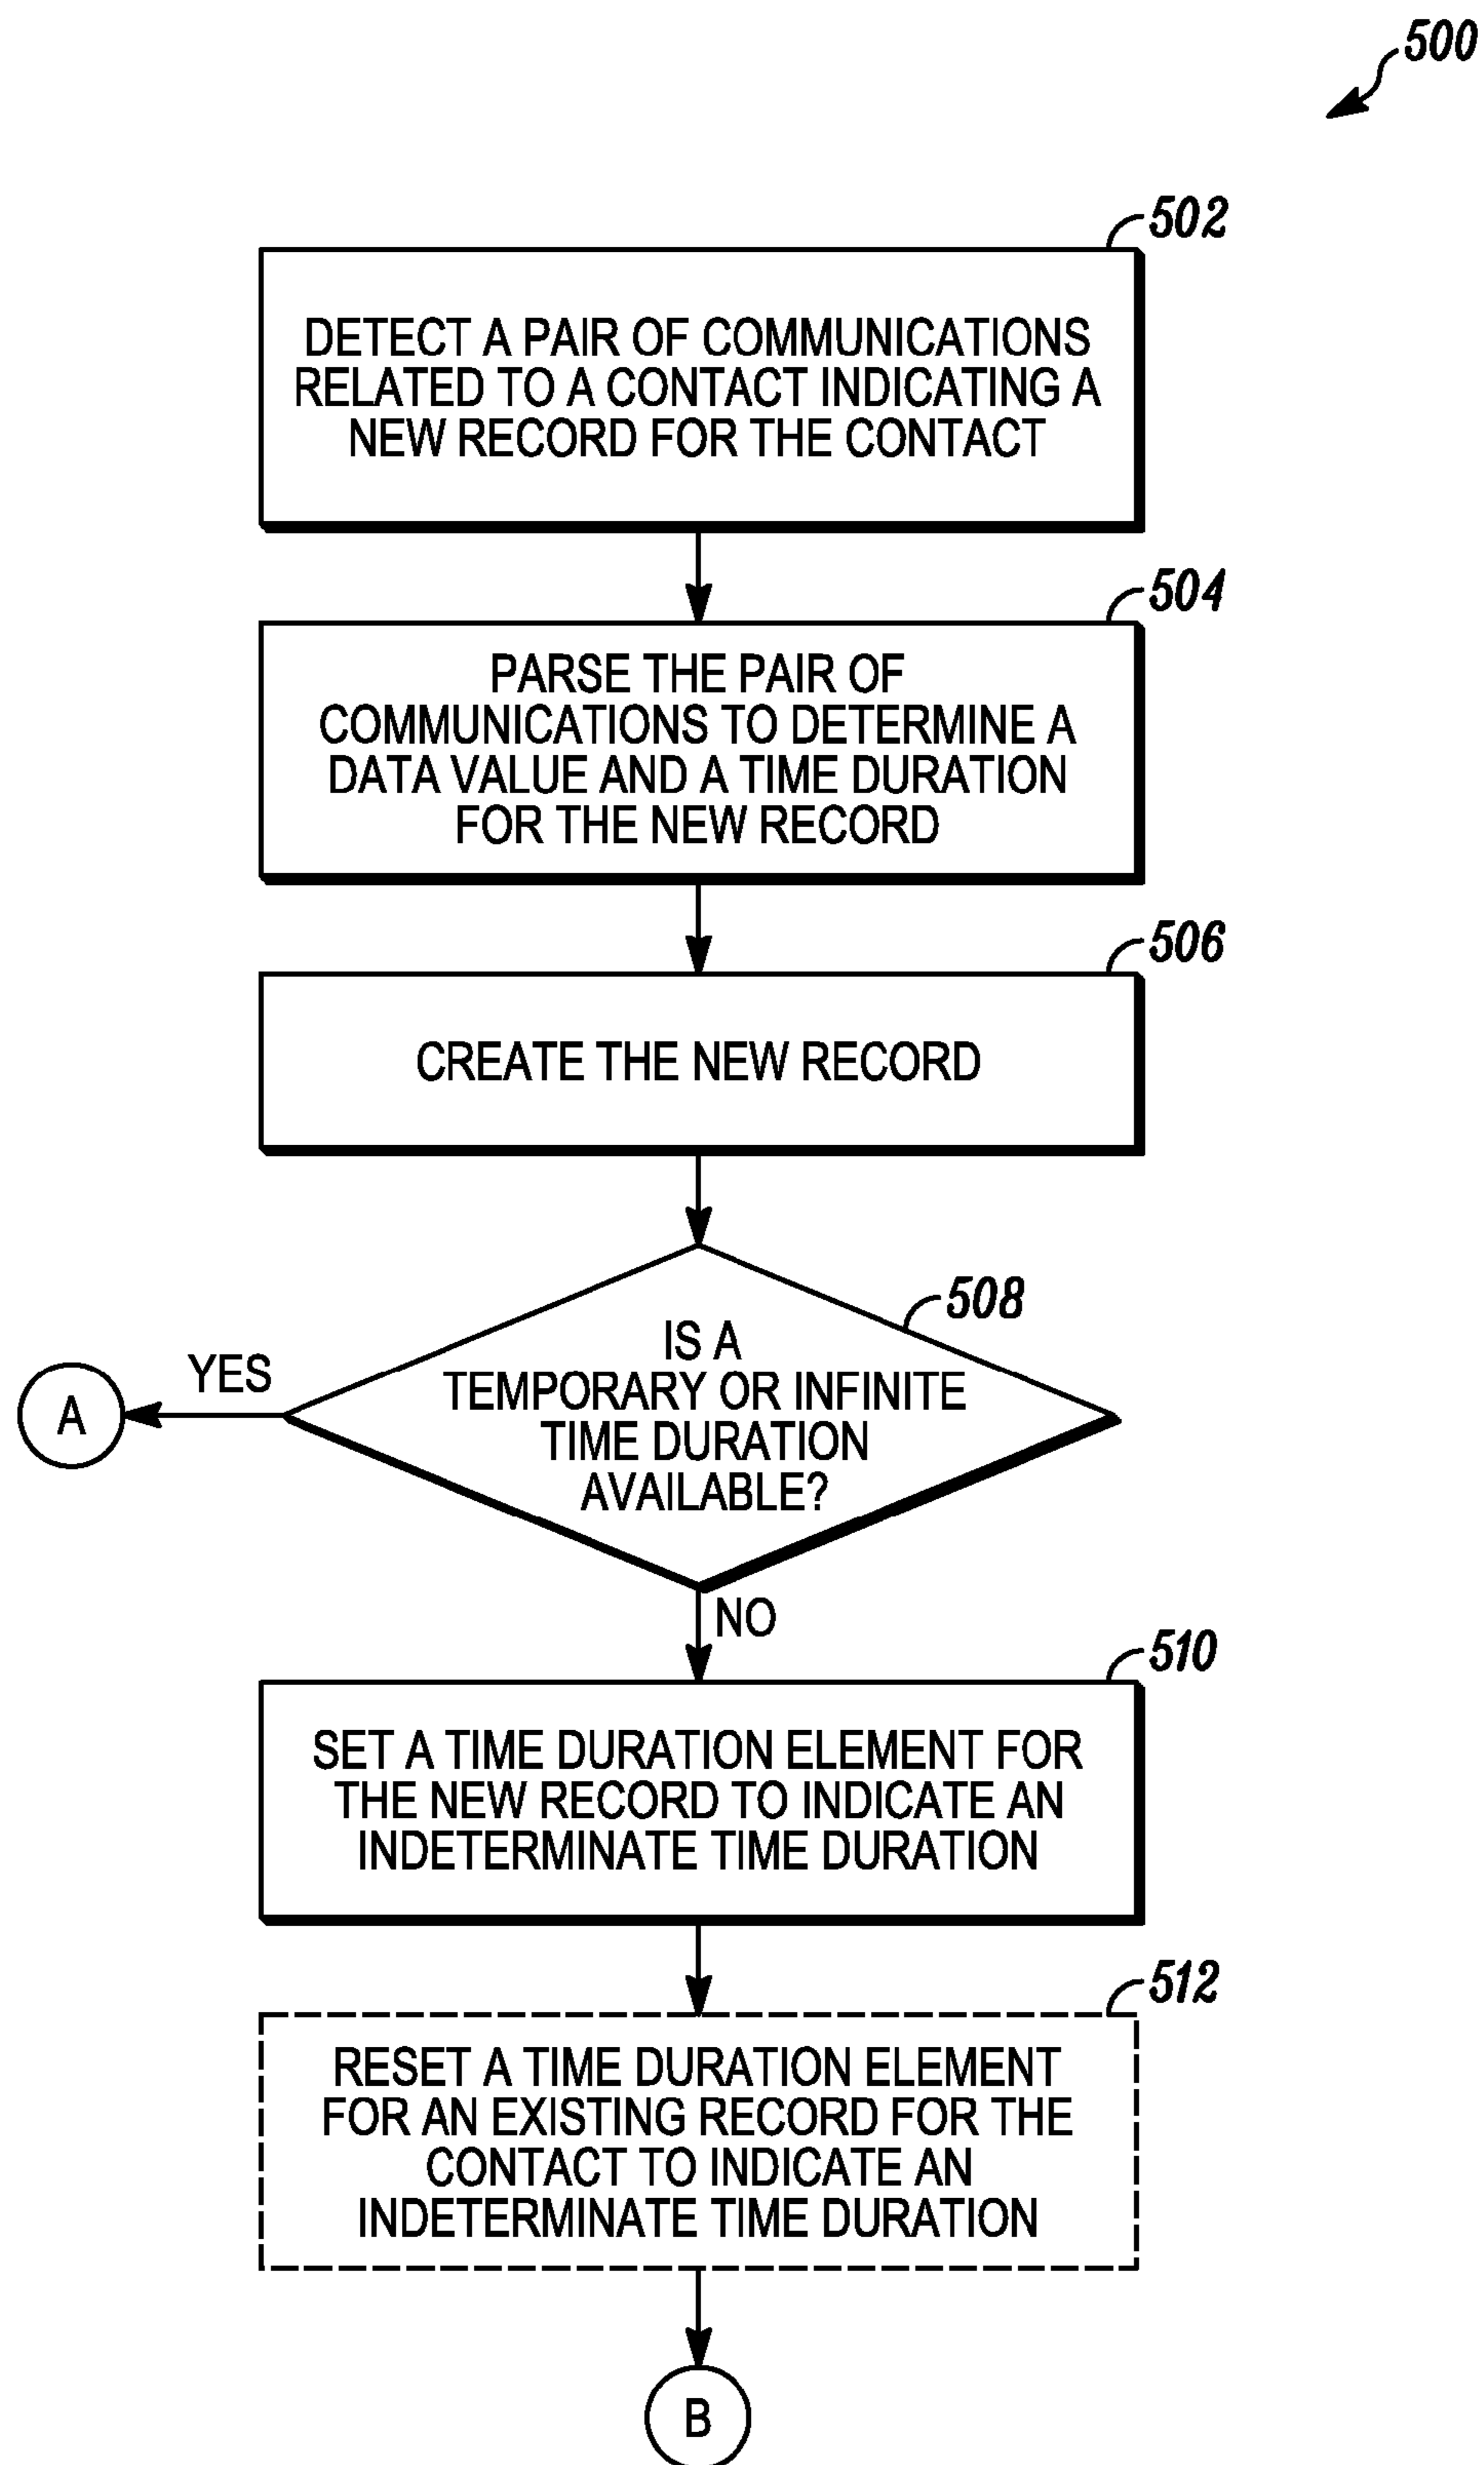 500
502
DETECT A PAIR OF COMMUNICATIONS
RELATED TO A CONTACT INDICATING A
NEW RECORD FOR THE CONTACT
504
PARSE THE PAIR OF
COMMUNICATIONS TO DETERMINE A
DATA VALUE AND A TIME DURATION
FOR THE NEW RECORD
506
CREATE THE NEW RECORD
508
IS A
TEMPORARY OR INFINITE
TIME DURATION
AVAILABLE?
YES
A
NO
510
SET A TIME DURATION ELEMENT FOR
THE NEW RECORD TO INDICATE AN
INDETERMINATE TIME DURATION
512
RESET A TIME DURATION ELEMENT
FOR AN EXISTING RECORD FOR THE
CONTACT TO INDICATE AN
INDETERMINATE TIME DURATION
B